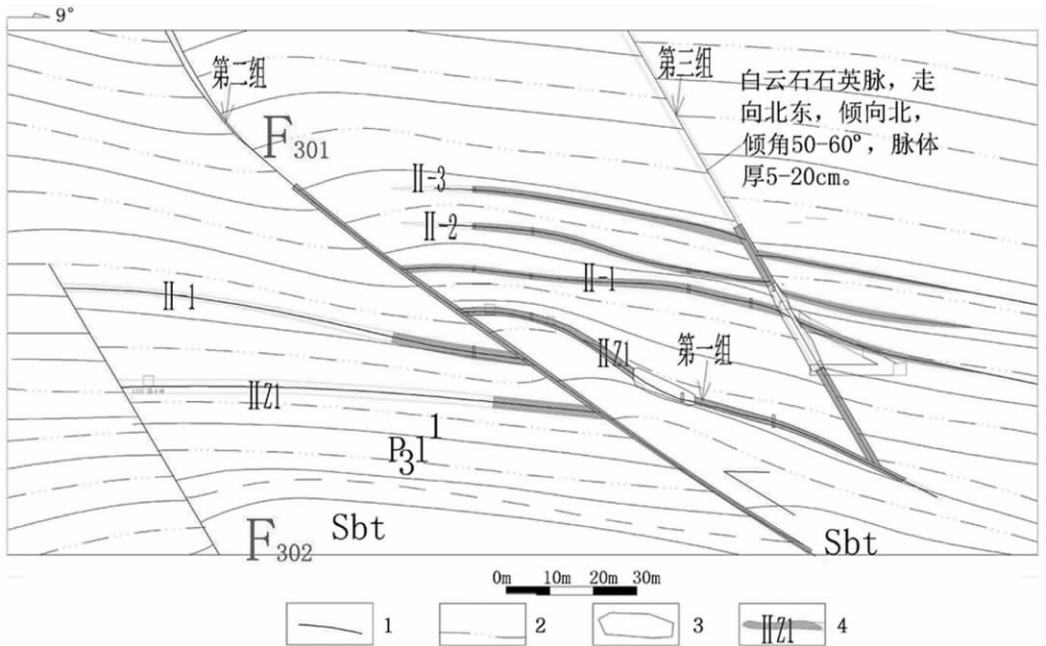 9°
第二组
第三组
白云石石英脉，走
向北东，倾向北，
倾角50-60°，脉体
厚5-20cm。
F301
Ⅱ-3
Ⅱ-2
Ⅱ-1
Ⅱ-1
ⅡZ1
第一组
ⅡZ1
P3l1
Sbt
F302
Sbt
0m 10m 20m 30m
1 2 3 ⅡZ1 4